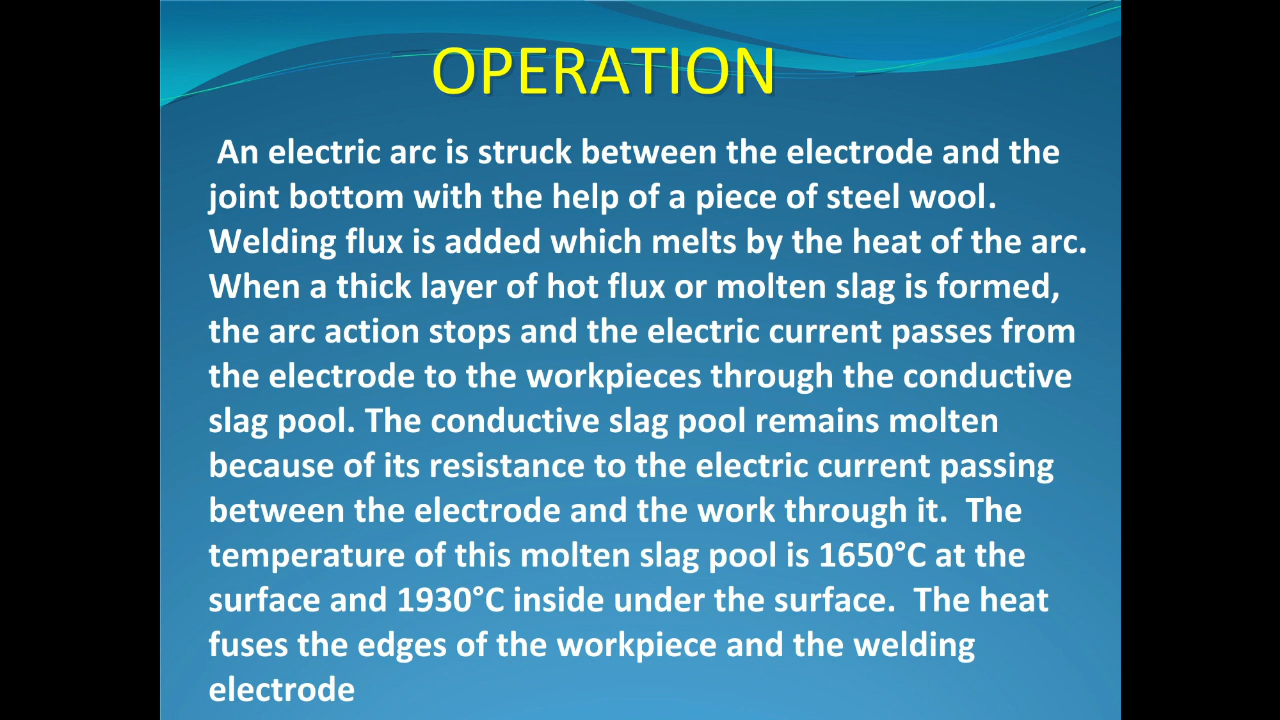 OPERATION
An electric arc is struck between the electrode and the
joint bottom with the help of a piece of steel wool.
Welding flux is added which melts by the heat of the arc.
When a thick layer of hot flux or molten slag is formed,
the arc action stops and the electric current passes from
the electrode to the workpieces through the conductive
slag pool. The conductive slag pool remains molten
because of its resistance to the electric current passing
between the electrode and the work through it.  The
temperature of this molten slag pool is 1650°C at the
surface and 1930°C inside under the surface.  The heat
fuses the edges of the workpiece and the welding
electrode